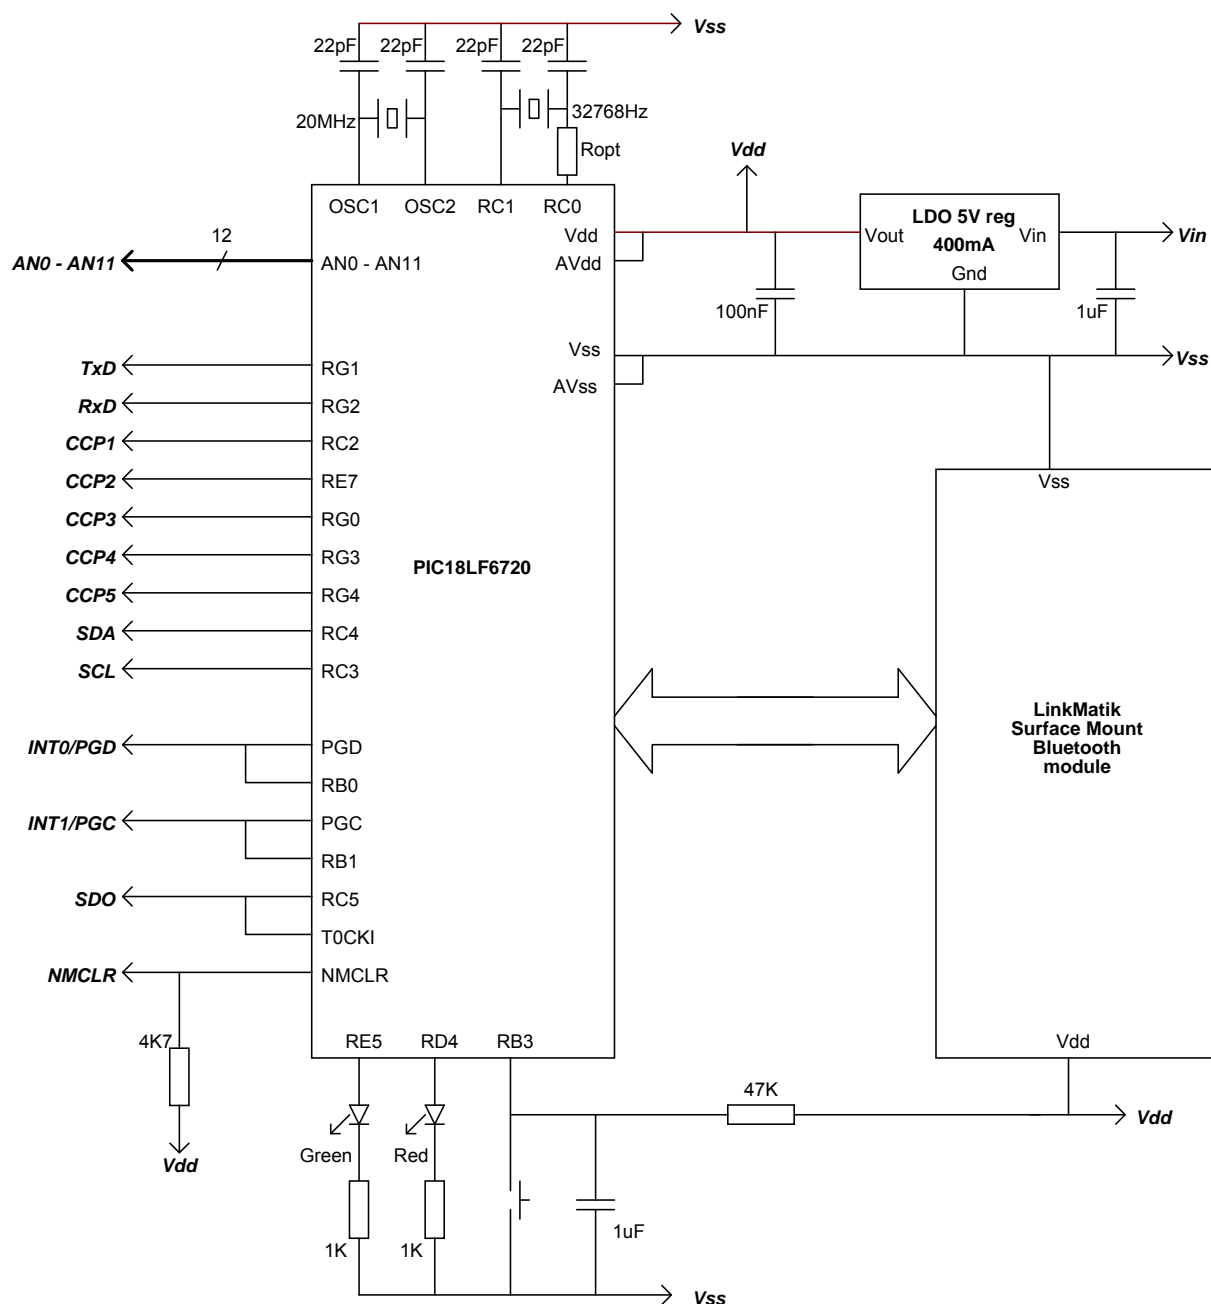 Vss
22pF 22pF 22pF 22pF
20MHz
32768Hz
Ropt
Vdd
OSC1 OSC2 RC1 RC0
LDO 5V reg
400mA
Vout
Vin
Gnd
Vin
Vdd
AVdd
12
AN0 - AN11
AN0 - AN11
100nF
1uF
Vss
AVss
Vss
TxD
RG1
RxD
RG2
CCP1
RC2
CCP2
RE7
CCP3
RG0
CCP4
RG3
CCP5
RG4
SDA
RC4
SCL
RC3
PIC18LF6720
Vss
LinkMatik
Surface Mount
Bluetooth
module
INT0/PGD
PGD
RB0
INT1/PGC
PGC
RB1
SDO
RC5
T0CKI
NMCLR
NMCLR
4K7
Vdd
RE5 RD4 RB3
Vdd
47K
Vdd
Green
Red
1K
1K
1uF
Vss